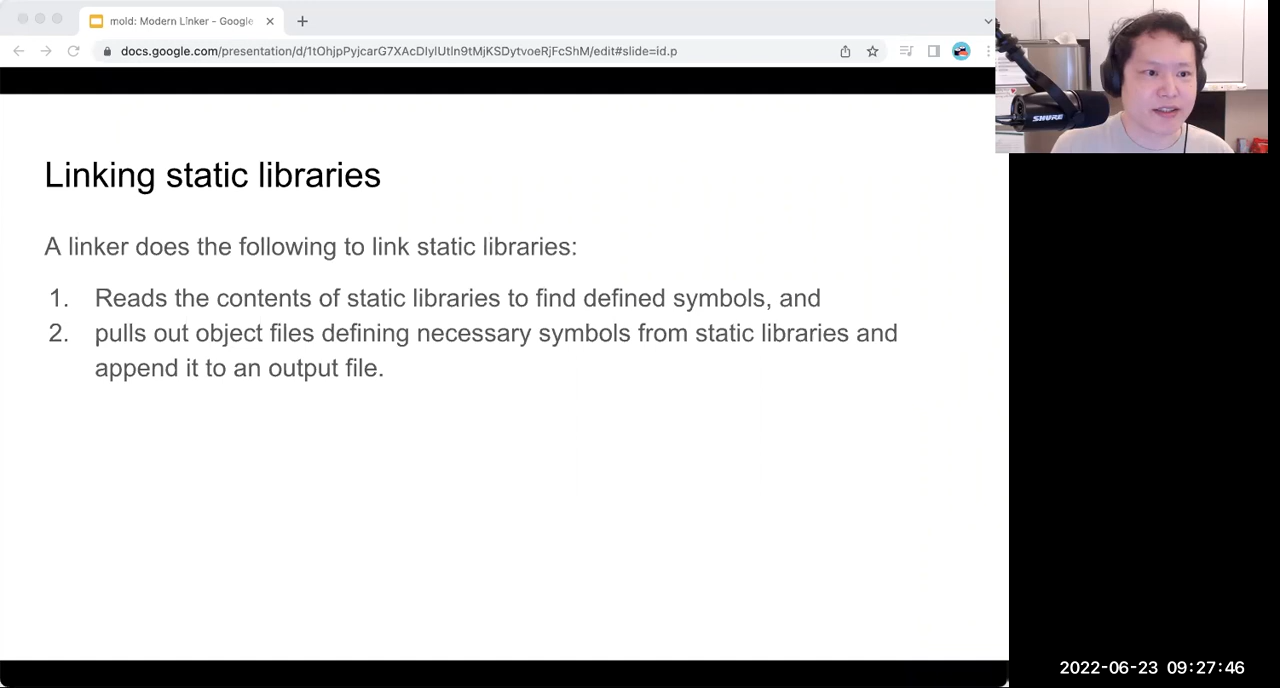 mold: Modern Linker - Google
docs.google.com/presentation/d/1tOhjpPyjcarG7XAcDIylUtln9tMjKSDytvoeRjFcShM/edit#slide=id.p
SHURE
Linking static libraries
A linker does the following to link static libraries:
1. Reads the contents of static libraries to find defined symbols, and
2. pulls out object files defining necessary symbols from static libraries and
append it to an output file.
2022-06-23 09:27:46